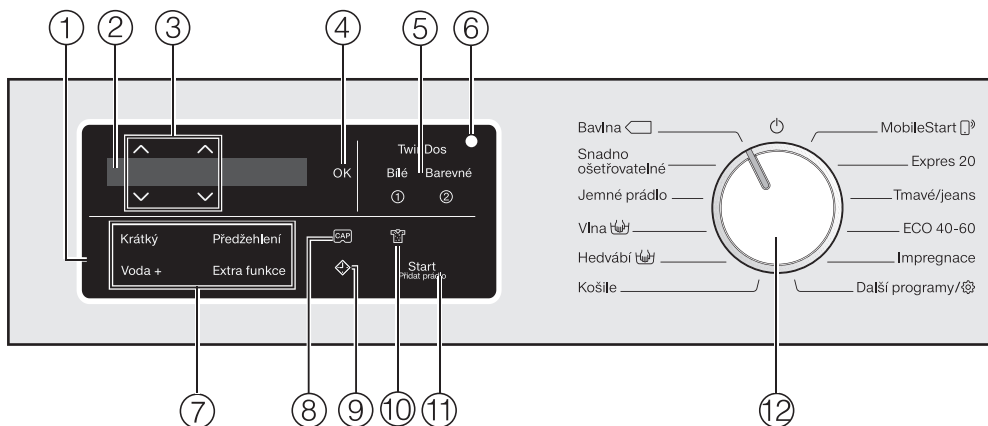 ① ② ③ ④ ⑤ ⑥
TwinDos
OK Bílé Barevné
① ②
Krátký Předžehlení
Voda + Extra funkce
CAP
Start
Přidat prádlo
⑦ ⑧ ⑨ ⑩ ⑪
Bavlna
Snadno
ošetřovatelné
Jemné prádlo
Vlna
Hedvábí
Košile
MobileStart
Expres 20
Tmavé/jeans
ECO 40-60
Impregnace
Další programy/
⑫